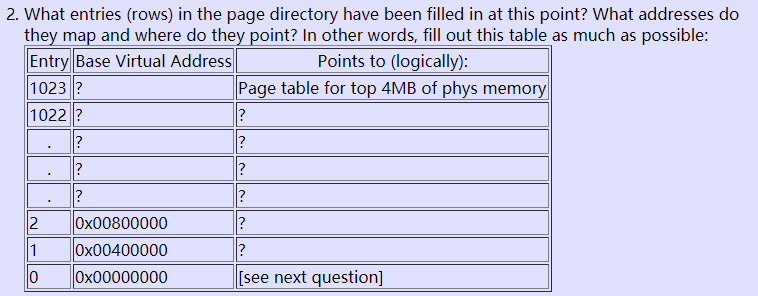 2. What entries (rows) in the page directory have been filled in at this point? What addresses do
they map and where do they point? In other words, fill out this table as much as possible:
Entry Base Virtual Address Points to (logically):
1023 ? Page table for top 4MB of phys memory
1022 ? ?
. ? ?
. ? ?
. ? ?
2 0x00800000 ?
1 0x00400000 ?
0 0x00000000 [see next question]